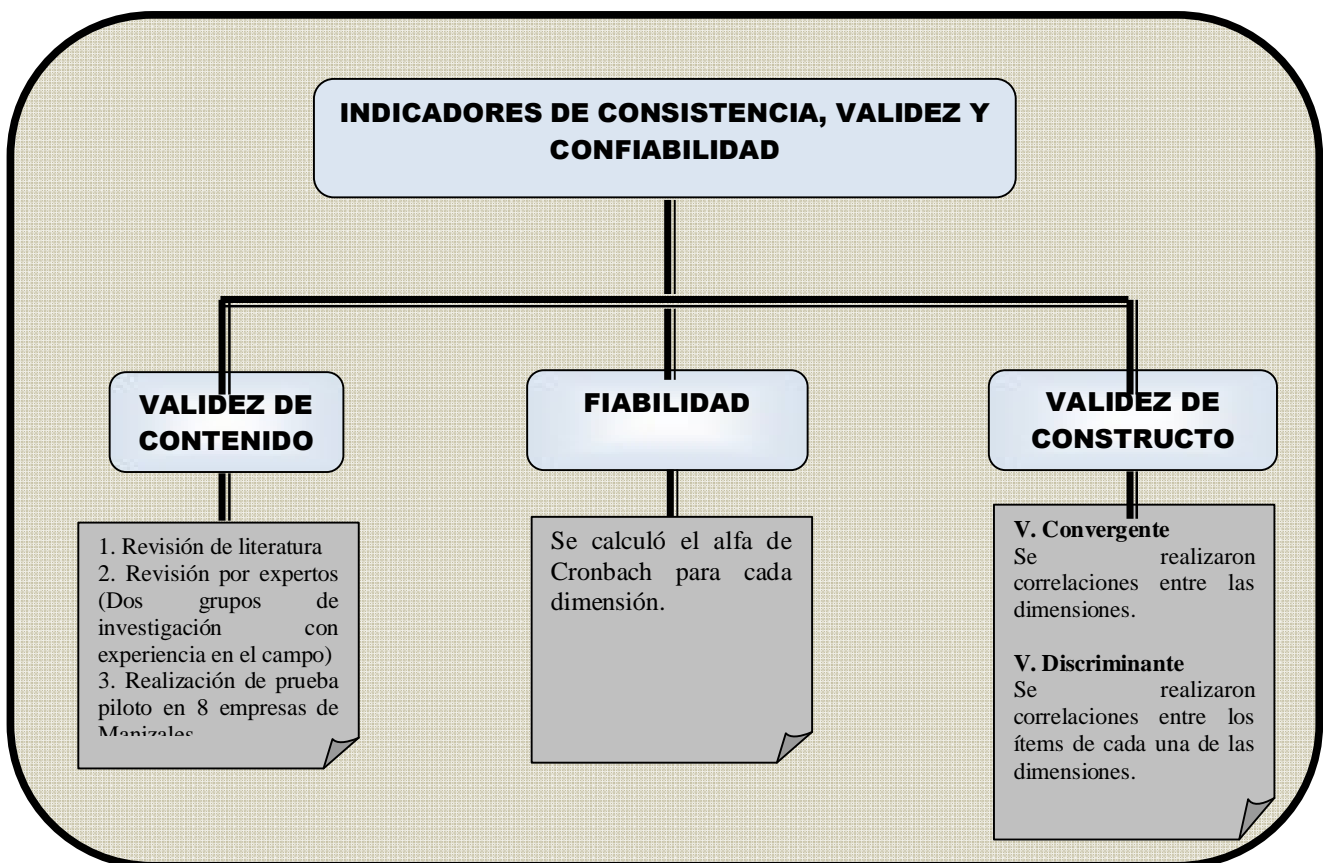 INDICADORES DE CONSISTENCIA, VALIDEZ Y
CONFIABILIDAD
VALIDEZ DE
CONTENIDO
1. Revisión de literatura
2. Revisión por expertos
(Dos grupos de
investigación con
experiencia en el campo)
3. Realización de prueba
piloto en 8 empresas de
Manizales
FIABILIDAD
Se calculó el alfa de
Cronbach para cada
dimensión.
VALIDEZ DE
CONSTRUCTO
V. Convergente
Se realizaron
correlaciones entre las
dimensiones.
V. Discriminante
Se realizaron
correlaciones entre los
ítems de cada una de las
dimensiones.